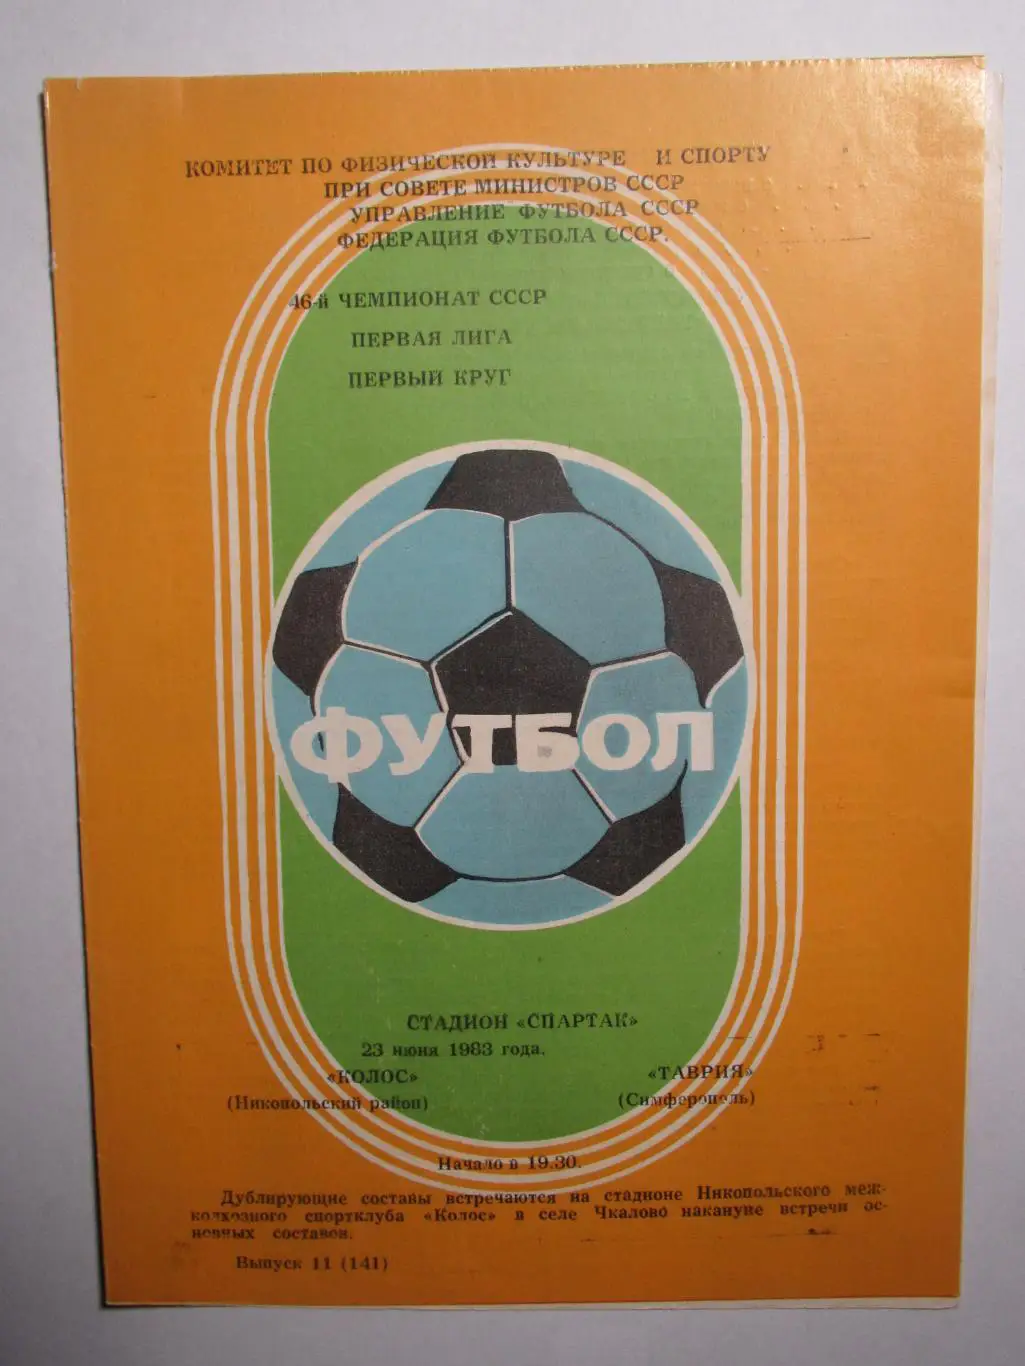 КОМИТЕТ ПО ФИЗИЧЕСКОЙ КУЛЬТУРЕ И СПОРТУ
ПРИ СОВЕТЕ МИНИСТРОВ СССР
УПРАВЛЕНИЕ ФУТБОЛА СССР
ФЕДЕРАЦИЯ ФУТБОЛА СССР.
46-й ЧЕМПИОНАТ СССР
ПЕРВАЯ ЛИГА
ПЕРВЫЙ КРУГ
ФУТБОЛ
СТАДИОН «СПАРТАК»
23 июня 1983 года.
«КОЛОС» «ТАВРИЯ»
(Никопольский район) (Симферополь)
Начало в 19.30.
Дублирующие составы встречаются на стадионе Никопольского меж-
колхозного спортклуба «Колос» в селе Чкалово накануне встречи ос-
новных составов.
Выпуск 11 (141)